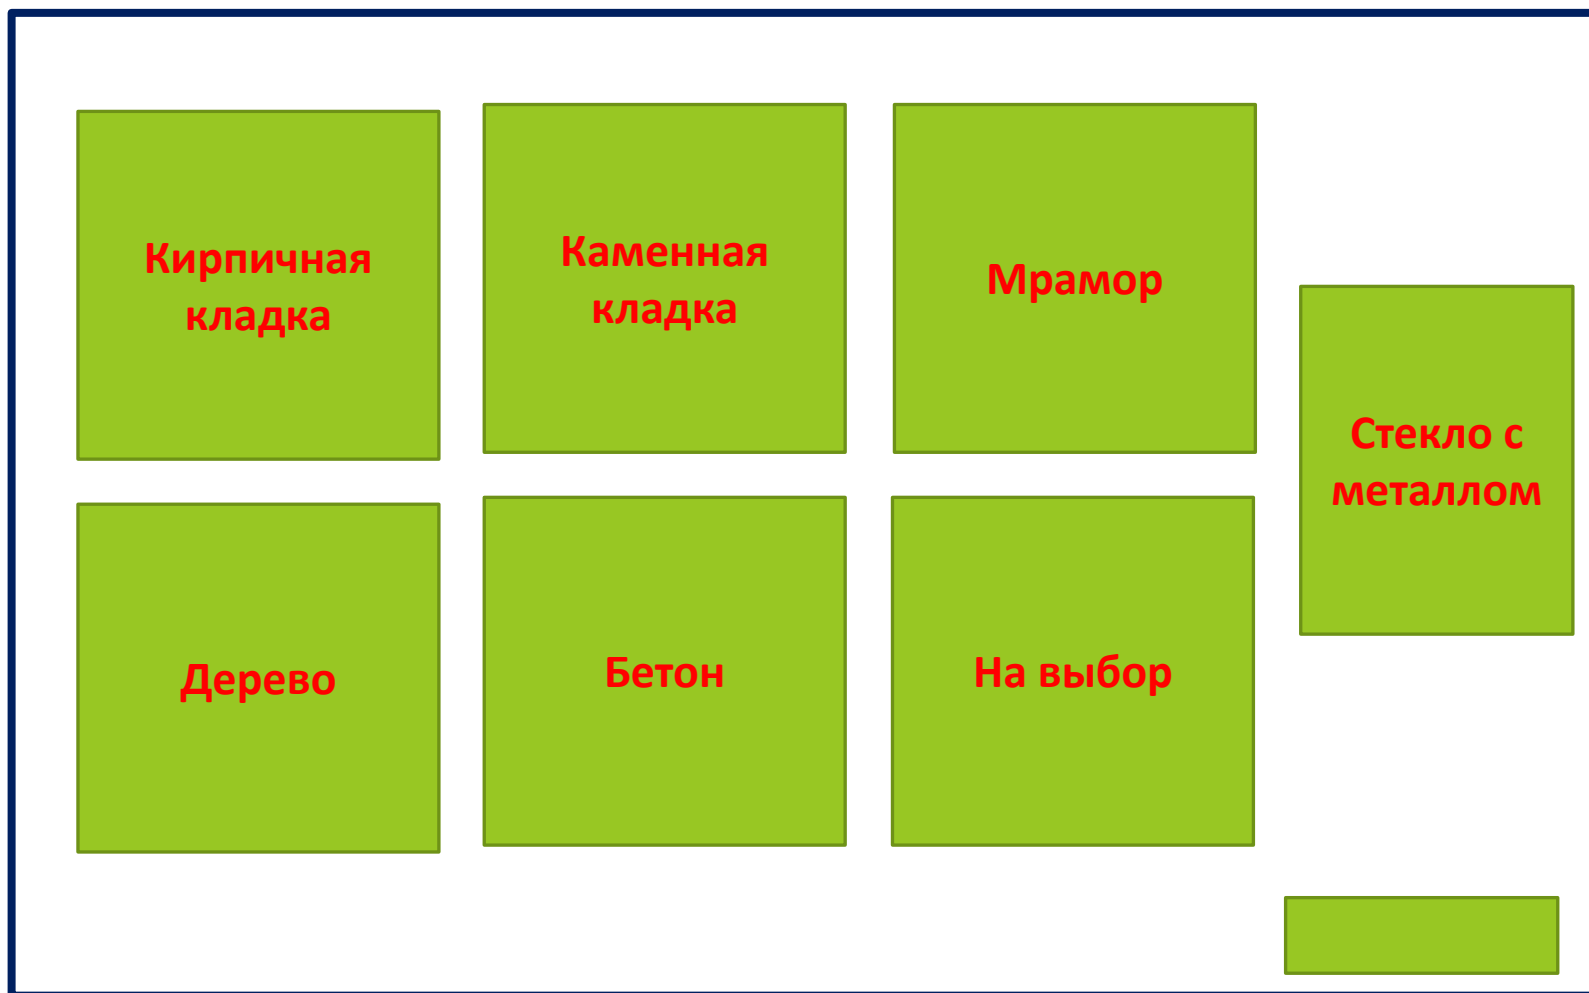 Кирпичная
кладка
Каменная
кладка
Мрамор
Стекло с
металлом
Дерево
Бетон
На выбор